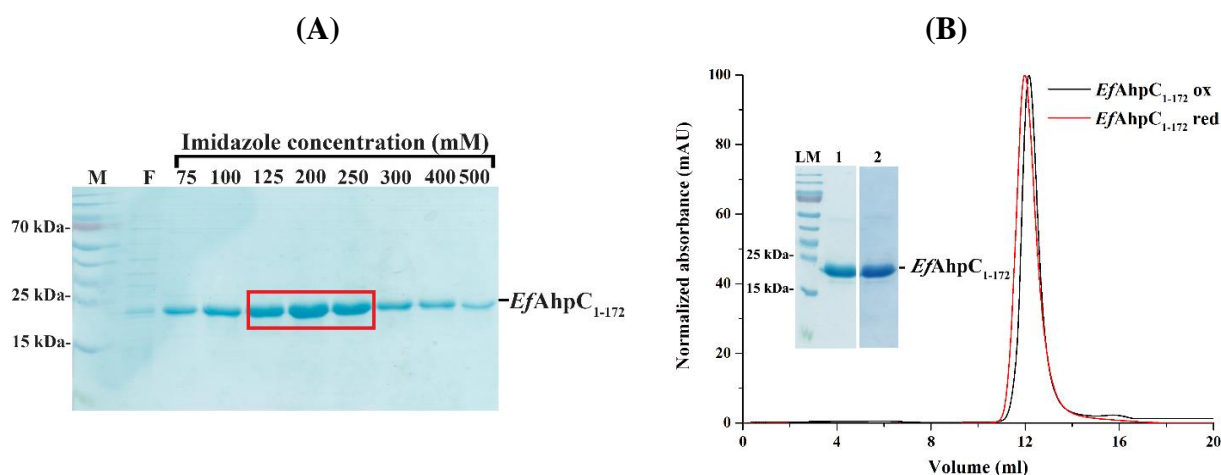 (A)
Imidazole concentration (mM)
M F 75 100 125 200 250 300 400 500
70 kDa-
25 kDa-
-EfAhpC1-172
15 kDa-
(B)
Normalized absorbance (mAU)
100
80
60
40
20
0
EfAhpC1-172 ox
EfAhpC1-172 red
LM 1 2
25 kDa-
- EfAhpC1-172
15 kDa-
0 4 8 12 16 20
Volume (ml)